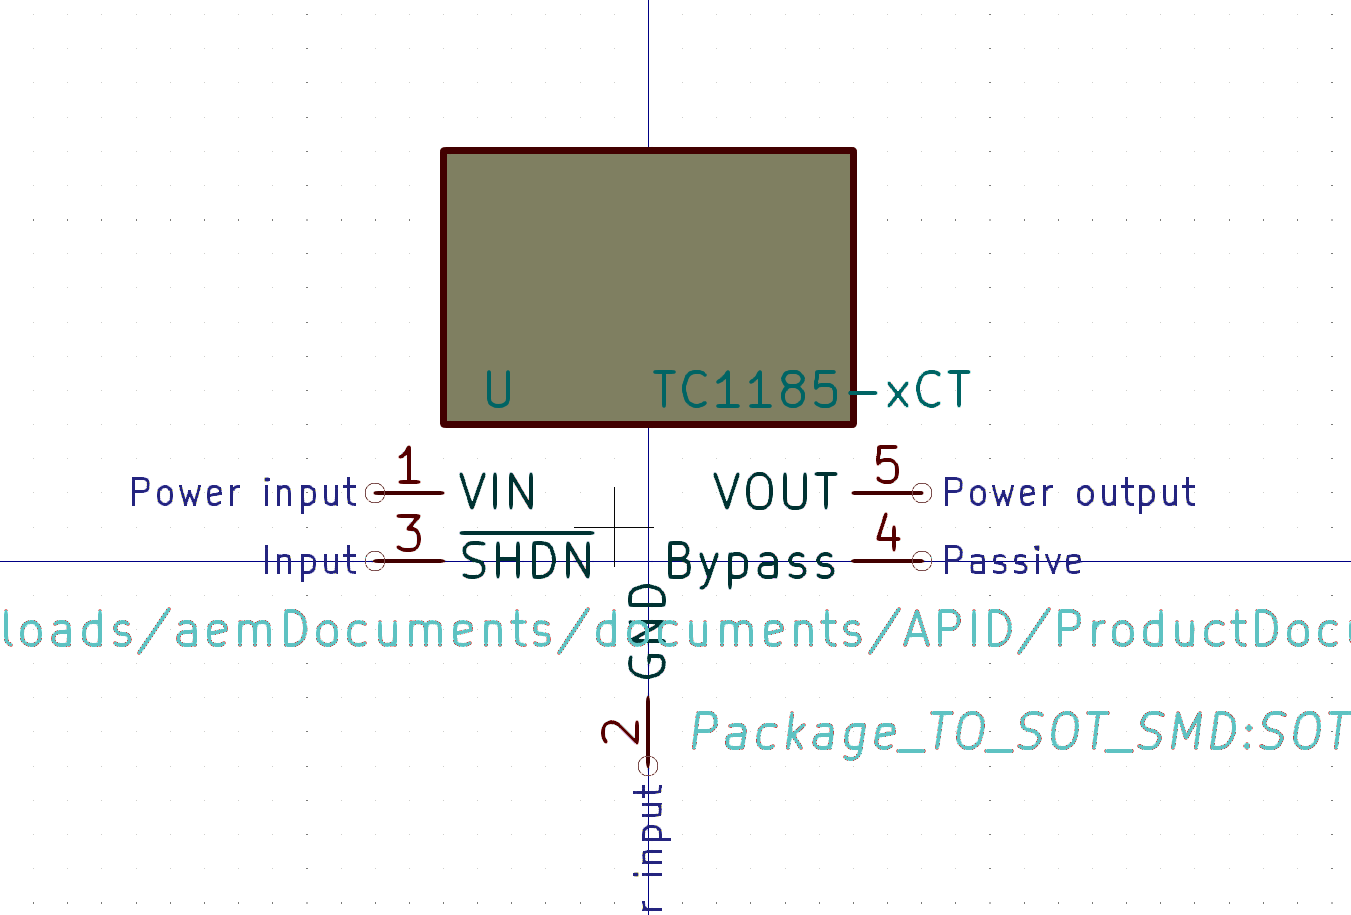 U TC1185-xCT
1 5
Power input VIN VOUT Power output
3 4
Input SHDN Bypass Passive
GND
loads/aemDocuments/documents/APID/ProductDocu
2
Package_TO_SOT_SMD:SOT
r input